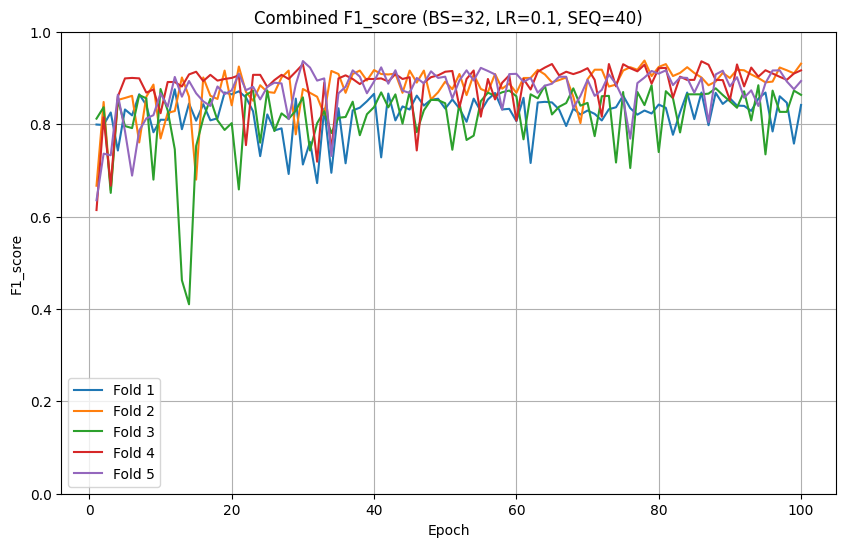 Combined F1_score (BS=32, LR=0.1, SEQ=40)
F1_score
1.0
0.8
0.6
0.4
0.2
0.0
Fold 1
Fold 2
Fold 3
Fold 4
Fold 5
0 20 40 60 80 100
Epoch